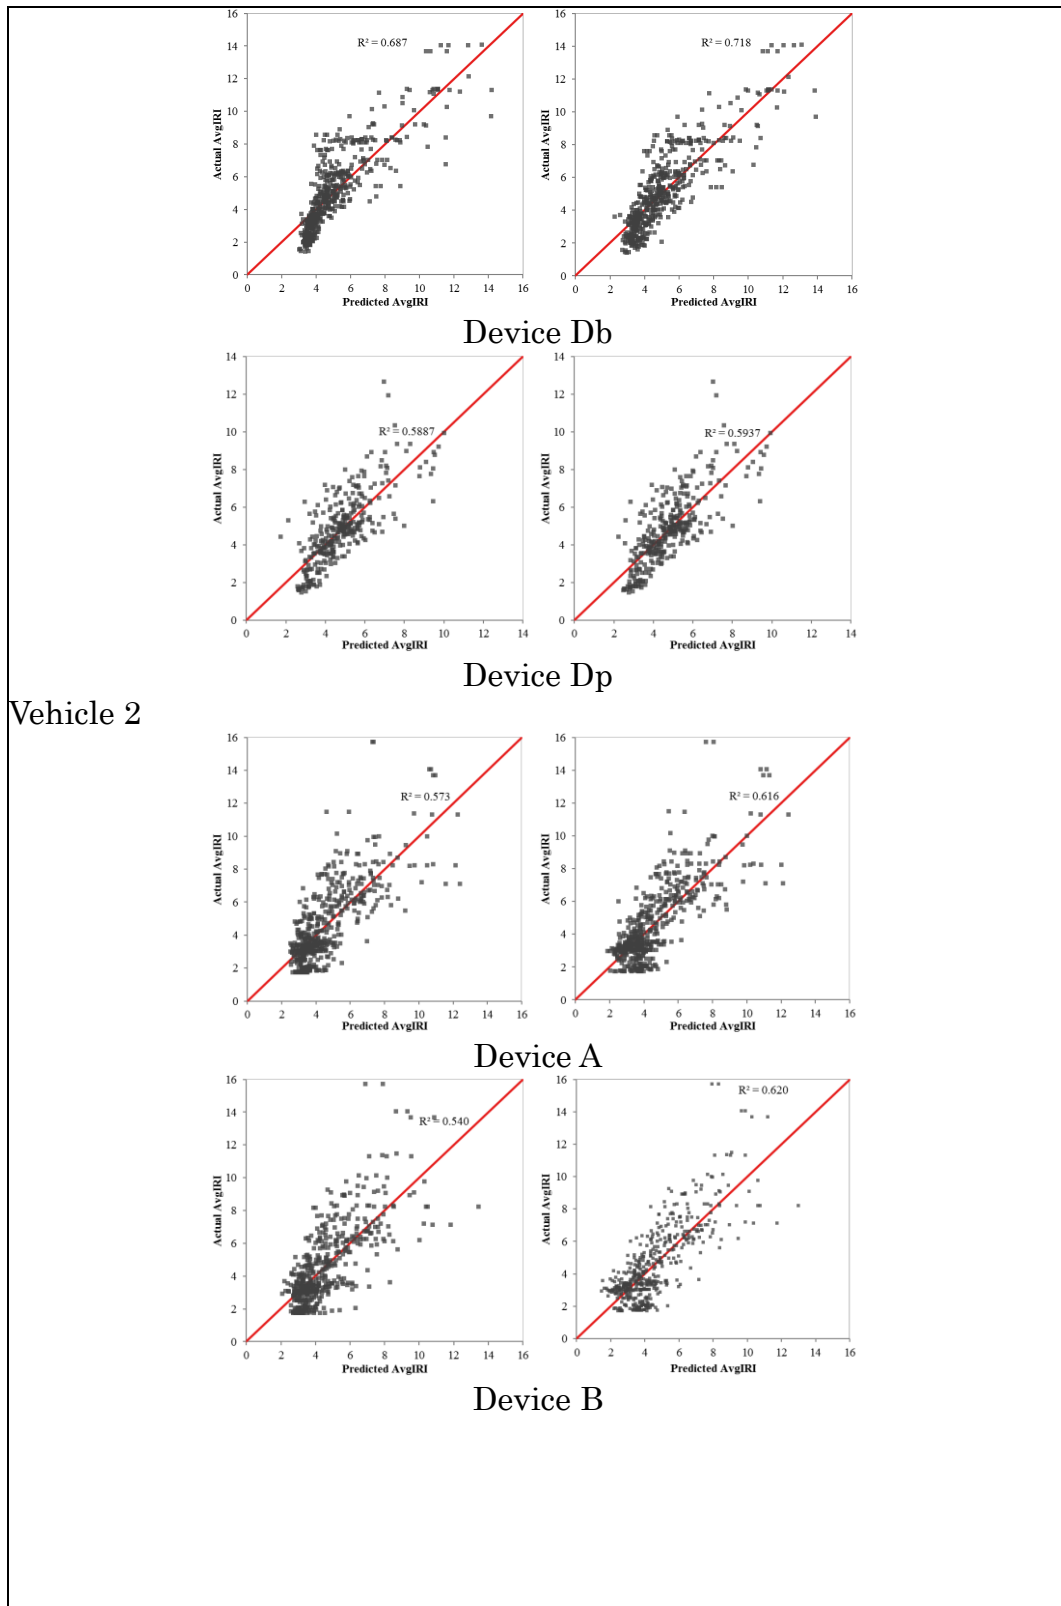 R² = 0.687
Actual AvgIRI
16
14
12
10
8
6
4
2
0
0 2 4 6 8 10 12 14 16
Predicted AvgIRI
R² = 0.718
Actual AvgIRI
16
14
12
10
8
6
4
2
0
0 2 4 6 8 10 12 14 16
Predicted AvgIRI
Device Db
R² = 0.5887
Actual AvgIRI
14
12
10
8
6
4
2
0
0 2 4 6 8 10 12 14
Predicted AvgIRI
R² = 0.5937
Actual AvgIRI
14
12
10
8
6
4
2
0
0 2 4 6 8 10 12 14
Predicted AvgIRI
Device Dp
Vehicle 2
R² = 0.573
Actual AvgIRI
16
14
12
10
8
6
4
2
0
0 2 4 6 8 10 12 14 16
Predicted AvgIRI
R² = 0.616
Actual AvgIRI
16
14
12
10
8
6
4
2
0
0 2 4 6 8 10 12 14 16
Predicted AvgIRI
Device A
R² = 0.540
Actual AvgIRI
16
14
12
10
8
6
4
2
0
0 2 4 6 8 10 12 14 16
Predicted AvgIRI
R² = 0.620
Actual AvgIRI
16
14
12
10
8
6
4
2
0
0 2 4 6 8 10 12 14 16
Predicted AvgIRI
Device B